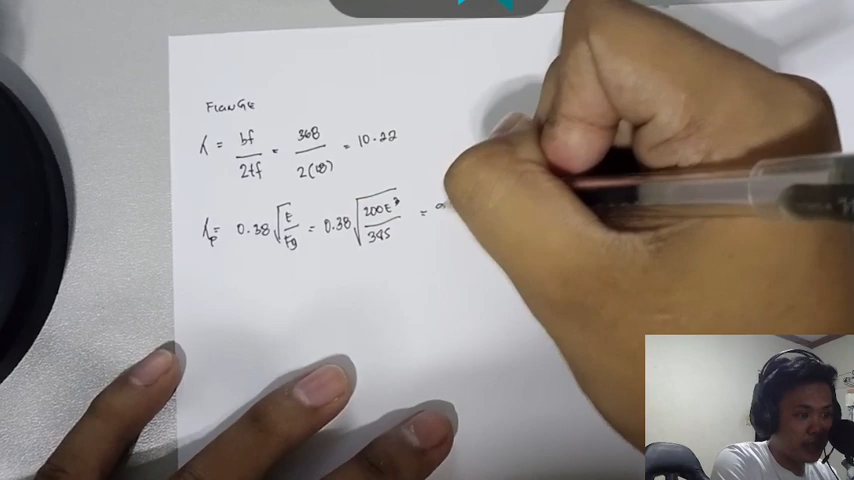 FLANGE
λ = bf / 2tf = 368 / 2(18) = 10.22
λp = 0.38 √(E / Fy) = 0.38 √(200E³ / 345) =